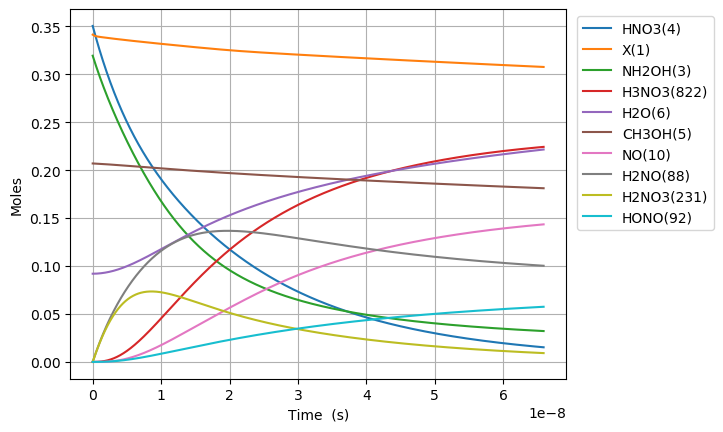 0.35
0.30
0.25
0.20
0.15
0.10
0.05
0.00
Moles
0 1 2 3 4 5 6
1e−8
Time (s)
HNO3(4)
X(1)
NH2OH(3)
H3NO3(822)
H2O(6)
CH3OH(5)
NO(10)
H2NO(88)
H2NO3(231)
HONO(92)